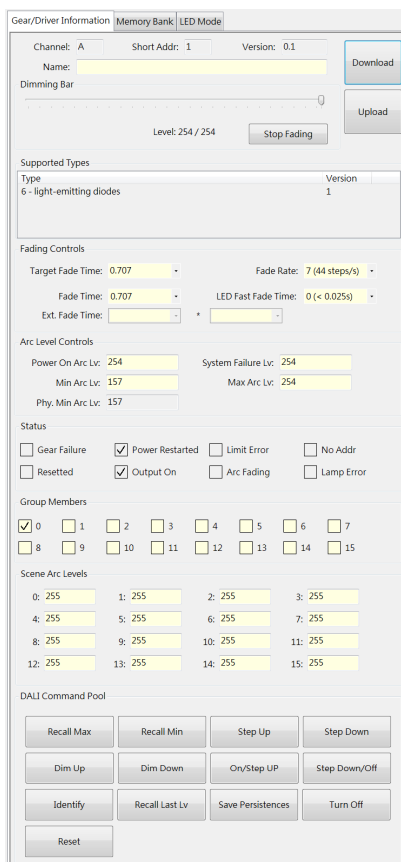 Gear/Driver Information Memory Bank LED Mode
Channel: A Short Addr: 1 Version: 0.1
Download
Name:
Dimming Bar
Upload
Level: 254 / 254 Stop Fading
Supported Types
Type Version
6 - light-emitting diodes 1
Fading Controls
Target Fade Time: 0.707 Fade Rate: 7 (44 steps/s)
Fade Time: 0.707 LED Fast Fade Time: 0 (< 0.025s)
Ext. Fade Time: *
Arc Level Controls
Power On Arc Lv: 254 System Failure Lv: 254
Min Arc Lv: 157 Max Arc Lv: 254
Phy. Min Arc Lv: 157
Status
Gear Failure Power Restarted Limit Error No Addr
Resetted Output On Arc Fading Lamp Error
Group Members
0 1 2 3 4 5 6 7
8 9 10 11 12 13 14 15
Scene Arc Levels
0: 255 1: 255 2: 255 3: 255
4: 255 5: 255 6: 255 7: 255
8: 255 9: 255 10: 255 11: 255
12: 255 13: 255 14: 255 15: 255
DALI Command Pool
Recall Max Recall Min Step Up Step Down
Dim Up Dim Down On/Step UP Step Down/Off
Identify Recall Last Lv Save Persistences Turn Off
Reset